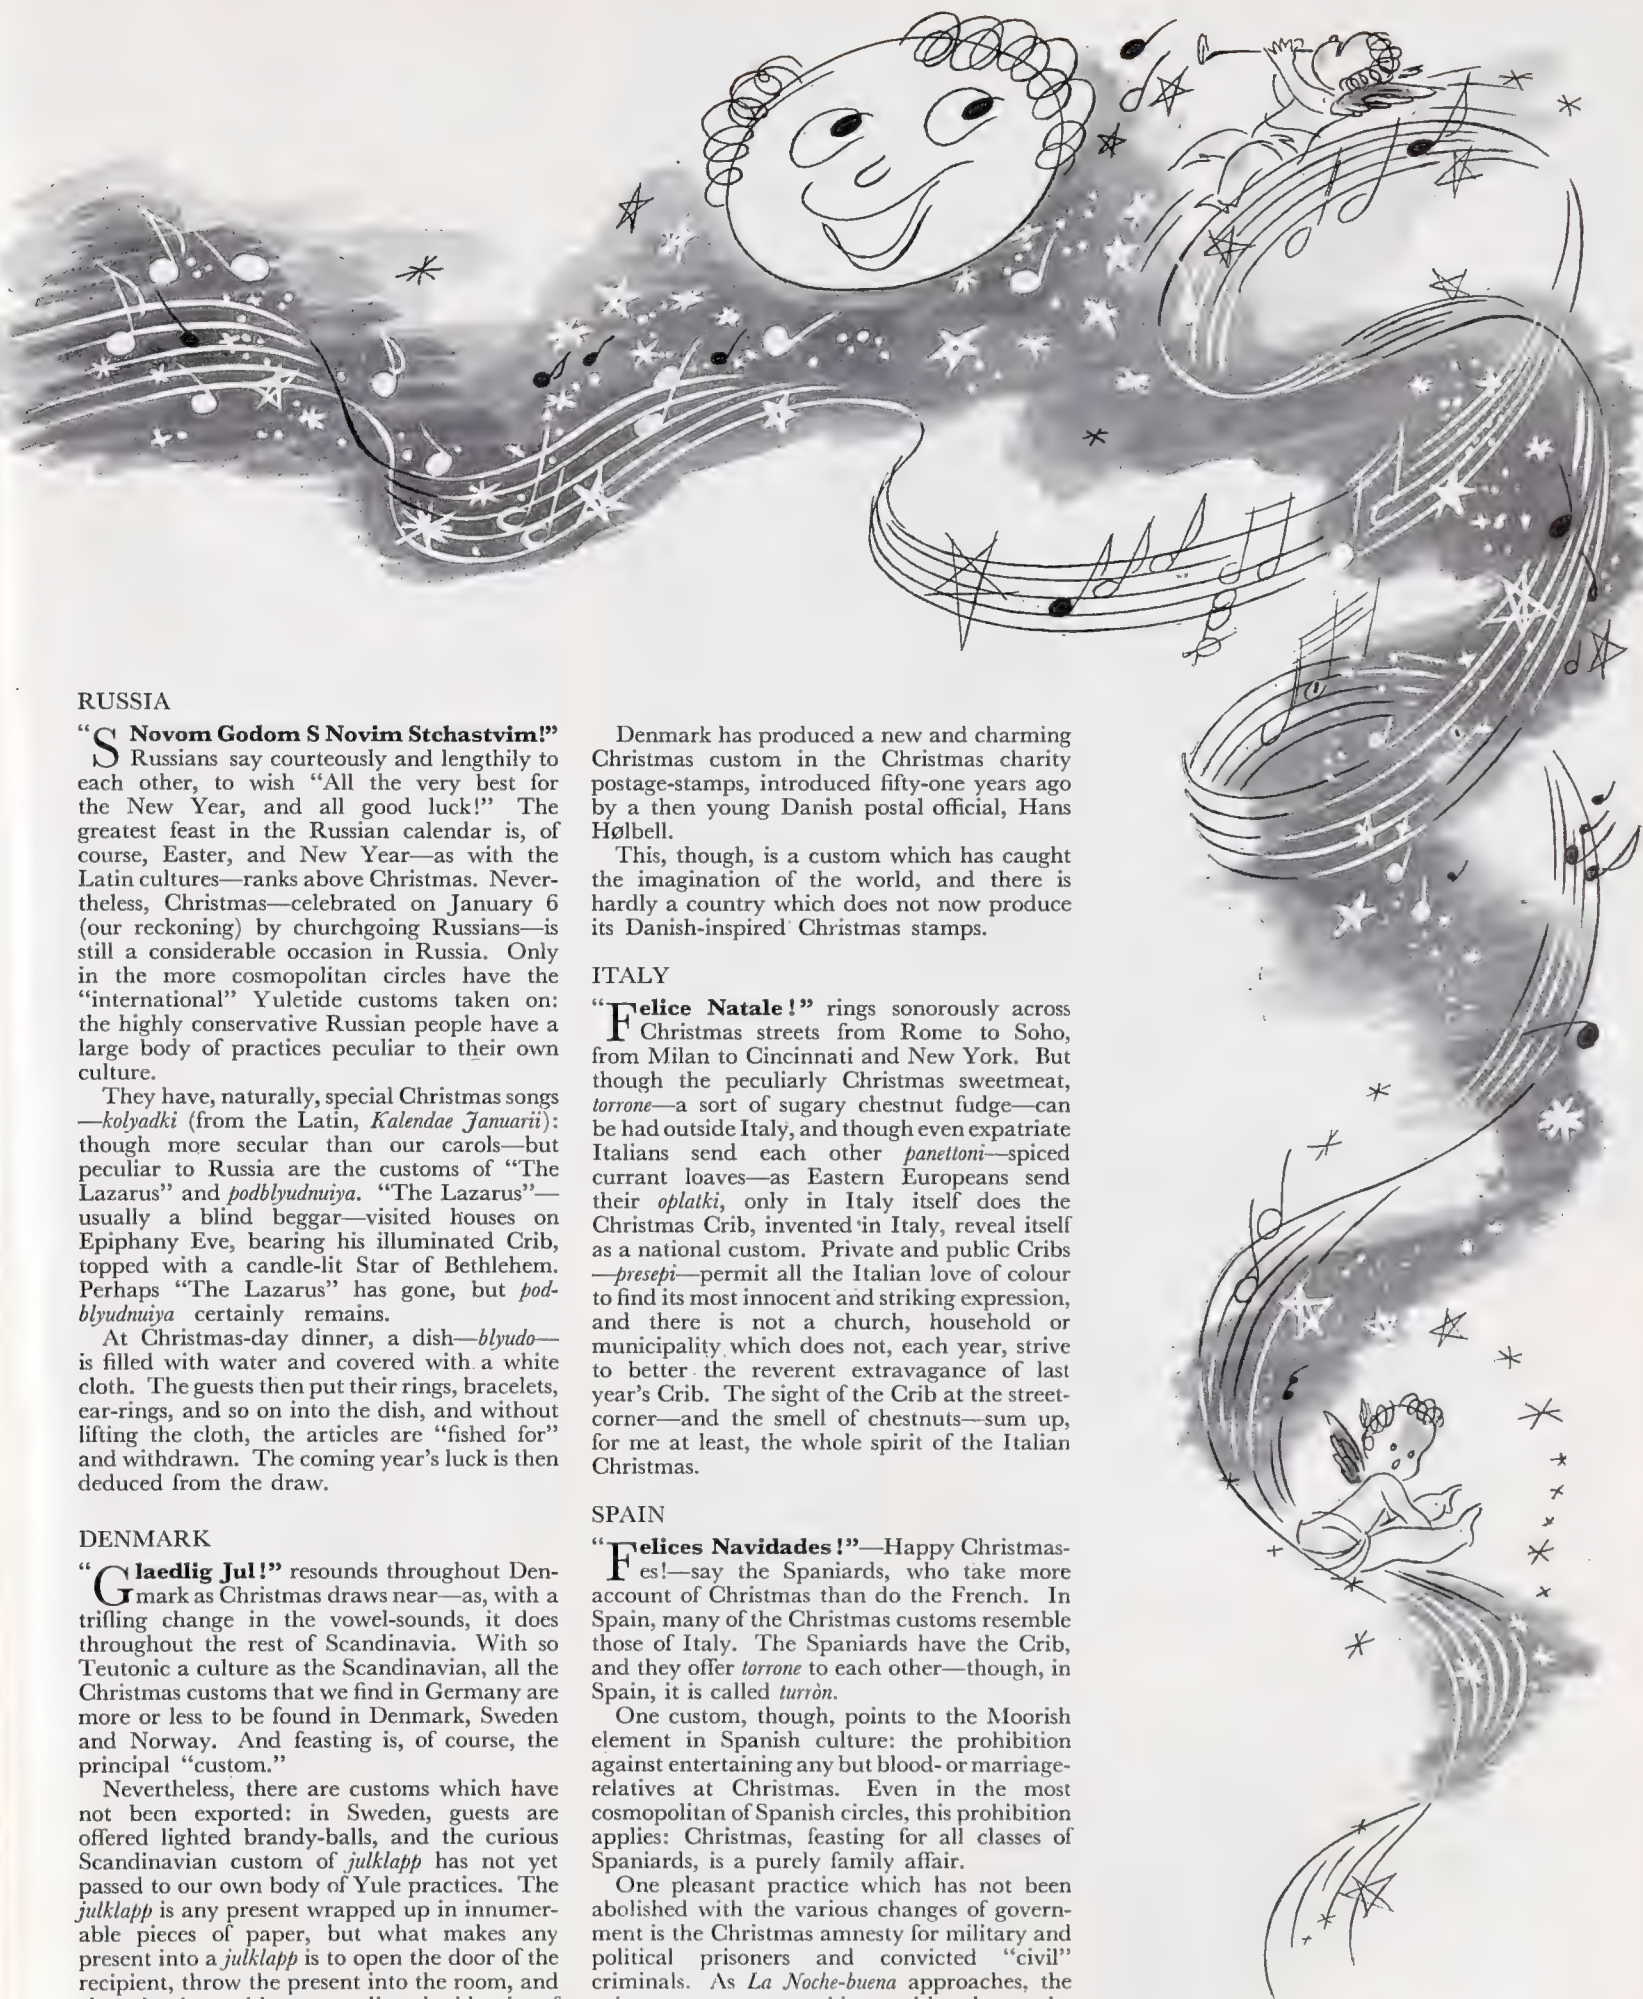 RUSSIA
“S Novom Godom S Novim Stchastvim!”
Russians say courteously and lengthily to
each other, to wish “All the very best for
the New Year, and all good luck!” The
greatest feast in the Russian calendar is, of
course, Easter, and New Year—as with the
Latin cultures—ranks above Christmas. Never-
theless, Christmas—celebrated on January 6
(our reckoning) by churchgoing Russians—is
still a considerable occasion in Russia. Only
in the more cosmopolitan circles have the
“international” Yuletide customs taken on:
the highly conservative Russian people have a
large body of practices peculiar to their own
culture.
They have, naturally, special Christmas songs
—kolyadki (from the Latin, Kalendae Januarii):
though more secular than our carols—but
peculiar to Russia are the customs of “The
Lazarus” and podblyudnuiya. “The Lazarus”—
usually a blind beggar—visited houses on
Epiphany Eve, bearing his illuminated Crib,
topped with a candle-lit Star of Bethlehem.
Perhaps “The Lazarus” has gone, but pod-
blyudnuiya certainly remains.
At Christmas-day dinner, a dish—blyudo—
is filled with water and covered with a white
cloth. The guests then put their rings, bracelets,
ear-rings, and so on into the dish, and without
lifting the cloth, the articles are “fished for”
and withdrawn. The coming year’s luck is then
deduced from the draw.
DENMARK
“Glaedlig Jul!” resounds throughout Den-
mark as Christmas draws near—as, with a
trifling change in the vowel-sounds, it does
throughout the rest of Scandinavia. With so
Teutonic a culture as the Scandinavian, all the
Christmas customs that we find in Germany are
more or less to be found in Denmark, Sweden
and Norway. And feasting is, of course, the
principal “custom.”
Nevertheless, there are customs which have
not been exported: in Sweden, guests are
offered lighted brandy-balls, and the curious
Scandinavian custom of julklapp has not yet
passed to our own body of Yule practices. The
julklapp is any present wrapped up in innumer-
able pieces of paper, but what makes any
present into a julklapp is to open the door of the
recipient, throw the present into the room, and
Denmark has produced a new and charming
Christmas custom in the Christmas charity
postage-stamps, introduced fifty-one years ago
by a then young Danish postal official, Hans
Hølbell.
This, though, is a custom which has caught
the imagination of the world, and there is
hardly a country which does not now produce
its Danish-inspired Christmas stamps.
ITALY
“Felice Natale!” rings sonorously across
Christmas streets from Rome to Soho,
from Milan to Cincinnati and New York. But
though the peculiarly Christmas sweetmeat,
torrone—a sort of sugary chestnut fudge—can
be had outside Italy, and though even expatriate
Italians send each other panettoni—spiced
currant loaves—as Eastern Europeans send
their oplatki, only in Italy itself does the
Christmas Crib, invented in Italy, reveal itself
as a national custom. Private and public Cribs
—presepi—permit all the Italian love of colour
to find its most innocent and striking expression,
and there is not a church, household or
municipality which does not, each year, strive
to better the reverent extravagance of last
year’s Crib. The sight of the Crib at the street-
corner—and the smell of chestnuts—sum up,
for me at least, the whole spirit of the Italian
Christmas.
SPAIN
“Felices Navidades!”—Happy Christmas-
es!—say the Spaniards, who take more
account of Christmas than do the French. In
Spain, many of the Christmas customs resemble
those of Italy. The Spaniards have the Crib,
and they offer torrone to each other—though, in
Spain, it is called turròn.
One custom, though, points to the Moorish
element in Spanish culture: the prohibition
against entertaining any but blood- or marriage-
relatives at Christmas. Even in the most
cosmopolitan of Spanish circles, this prohibition
applies: Christmas, feasting for all classes of
Spaniards, is a purely family affair.
One pleasant practice which has not been
abolished with the various changes of govern-
ment is the Christmas amnesty for military and
political prisoners and convicted “civil”
criminals. As La Noche-buena approaches, the